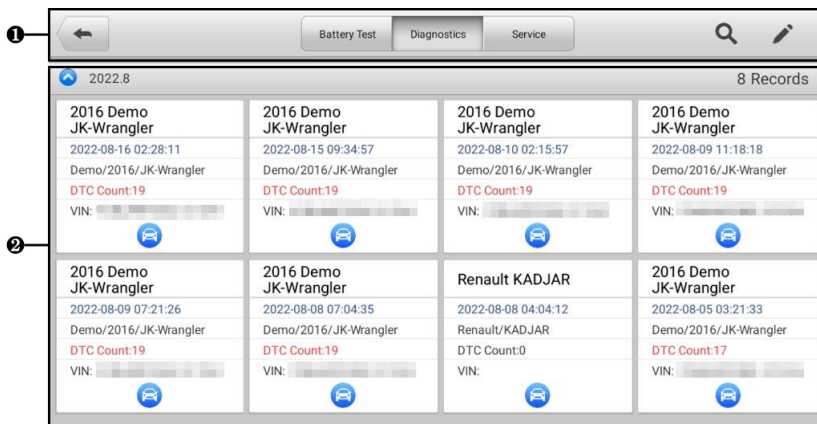 ❶
Battery Test Diagnostics Service
❷
2022.8 8 Records
2016 Demo
JK-Wrangler
2022-08-16 02:28:11
Demo/2016/JK-Wrangler
DTC Count:19
VIN:
2016 Demo
JK-Wrangler
2022-08-15 09:34:57
Demo/2016/JK-Wrangler
DTC Count:19
VIN:
2016 Demo
JK-Wrangler
2022-08-10 02:15:57
Demo/2016/JK-Wrangler
DTC Count:19
VIN:
2016 Demo
JK-Wrangler
2022-08-09 11:18:18
Demo/2016/JK-Wrangler
DTC Count:19
VIN:
2016 Demo
JK-Wrangler
2022-08-09 07:21:26
Demo/2016/JK-Wrangler
DTC Count:19
VIN:
2016 Demo
JK-Wrangler
2022-08-08 07:04:35
Demo/2016/JK-Wrangler
DTC Count:19
VIN:
Renault KADJAR
2022-08-08 04:04:12
Renault/KADJAR
DTC Count:0
VIN:
2016 Demo
JK-Wrangler
2022-08-05 03:21:33
Demo/2016/JK-Wrangler
DTC Count:17
VIN: